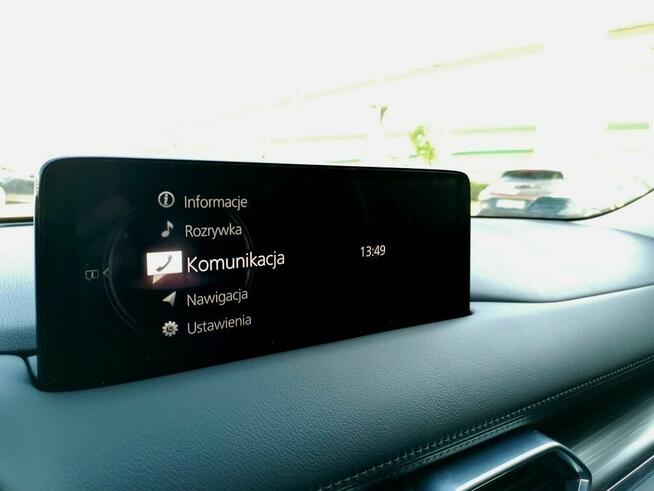 Informacje
Rozrywka
Komunikacja
13:49
Nawigacja
Ustawienia